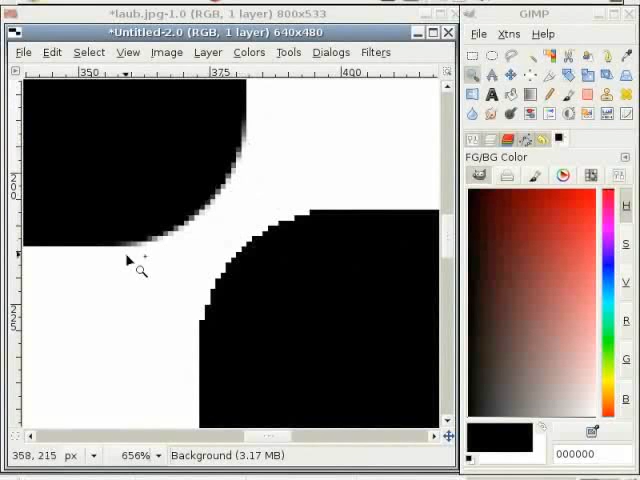 *laub.jpg-1.0 (RGB, 1 layer) 800x533
GIMP
*Untitled-2.0 (RGB, 1 layer) 640x480
File Edit Select View Image Layer Colors Tools Dialogs Filters
File Xtns Help
350 375 400
200
225
FG/BG Color
H
S
V
R
G
B
000000
358, 215 px 656% Background (3.17 MB)